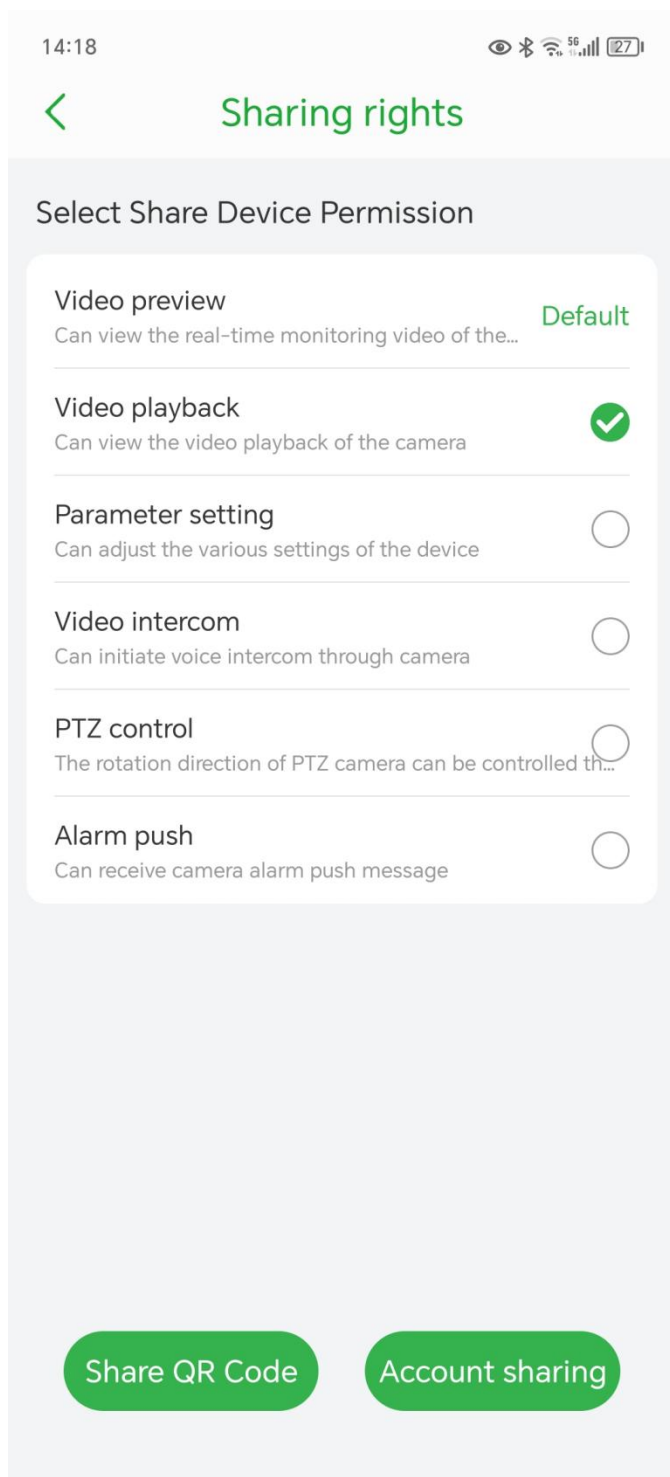 14:18
5G
27
Sharing rights
Select Share Device Permission
Video preview
Can view the real-time monitoring video of the...
Default
Video playback
Can view the video playback of the camera
Parameter setting
Can adjust the various settings of the device
Video intercom
Can initiate voice intercom through camera
PTZ control
The rotation direction of PTZ camera can be controlled th...
Alarm push
Can receive camera alarm push message
Share QR Code
Account sharing